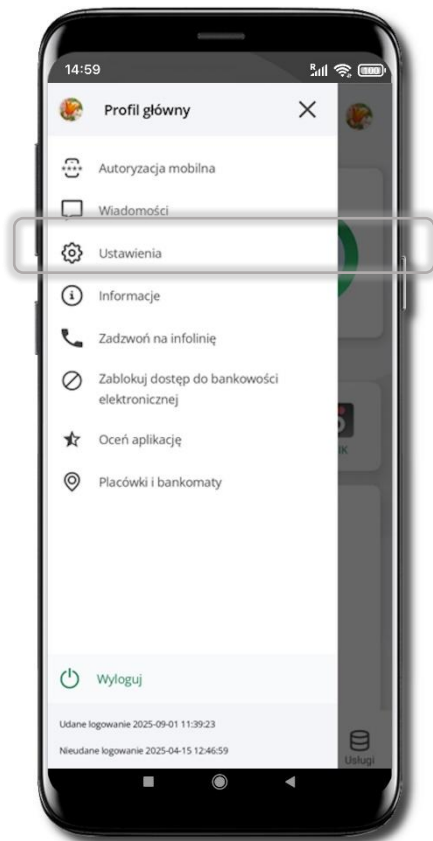 14:59
Profil główny
Autoryzacja mobilna
Wiadomości
Ustawienia
Informacje
Zadzwoń na infolinię
Zablokuj dostęp do bankowości
elektronicznej
Oceń aplikację
Placówki i bankomaty
Wyloguj
Udane logowanie 2025-09-01 11:39:23
Nieudane logowanie 2025-04-15 12:46:59
Usługi